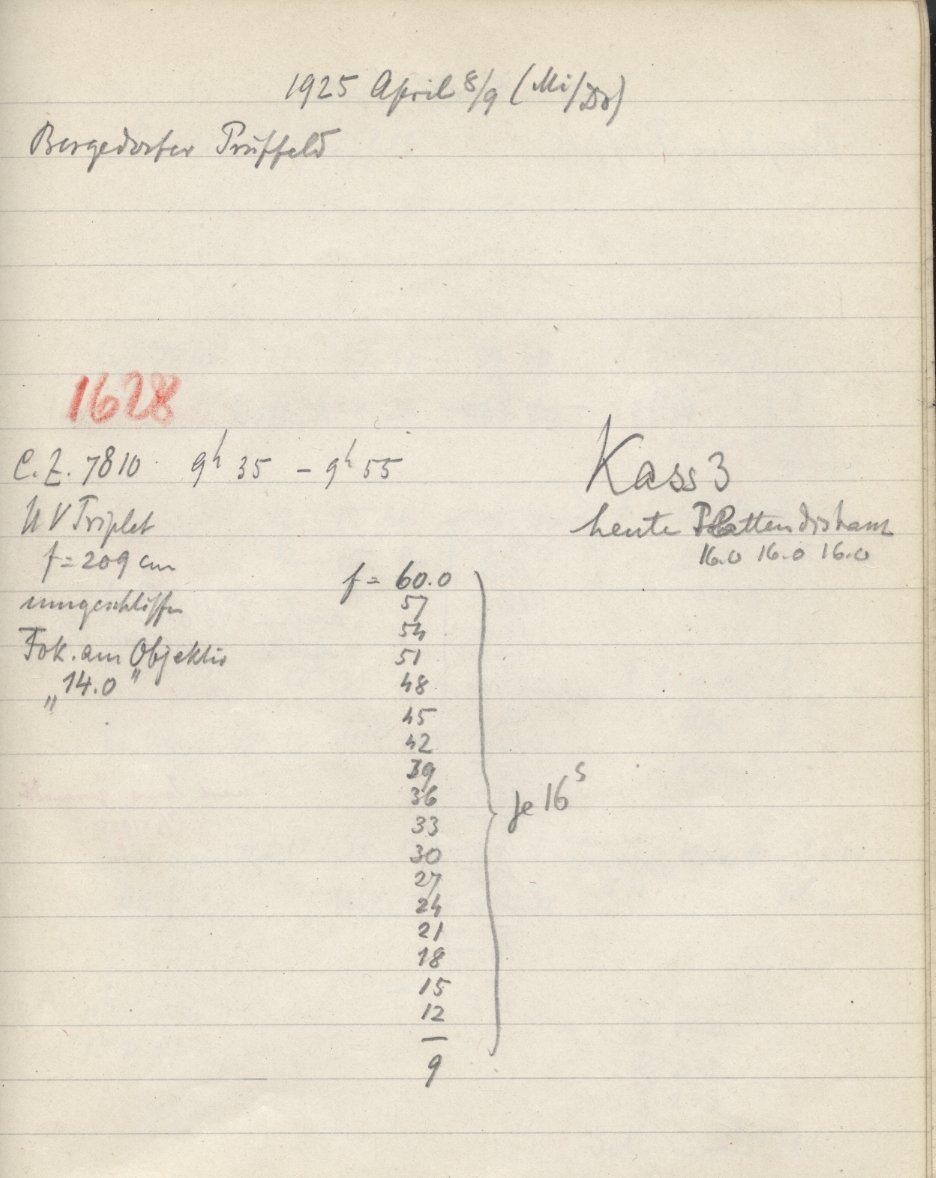 1925 April 8/9 (Mi/Do)
Bergedorfer Prüffeld
1628
C.Z. 7810 9h 35 – 9h 55
UV Triplet
f = 209 cm
umgeschliffen
Fok. am Objektiv
„14.0"
Kass 3
heute Plattendistanz
16.0 16.0 16.0
f = 60.0
57
54
51
48
45
42
39
36
33
30
27
24
21
18
15
12
—
9
je 16s